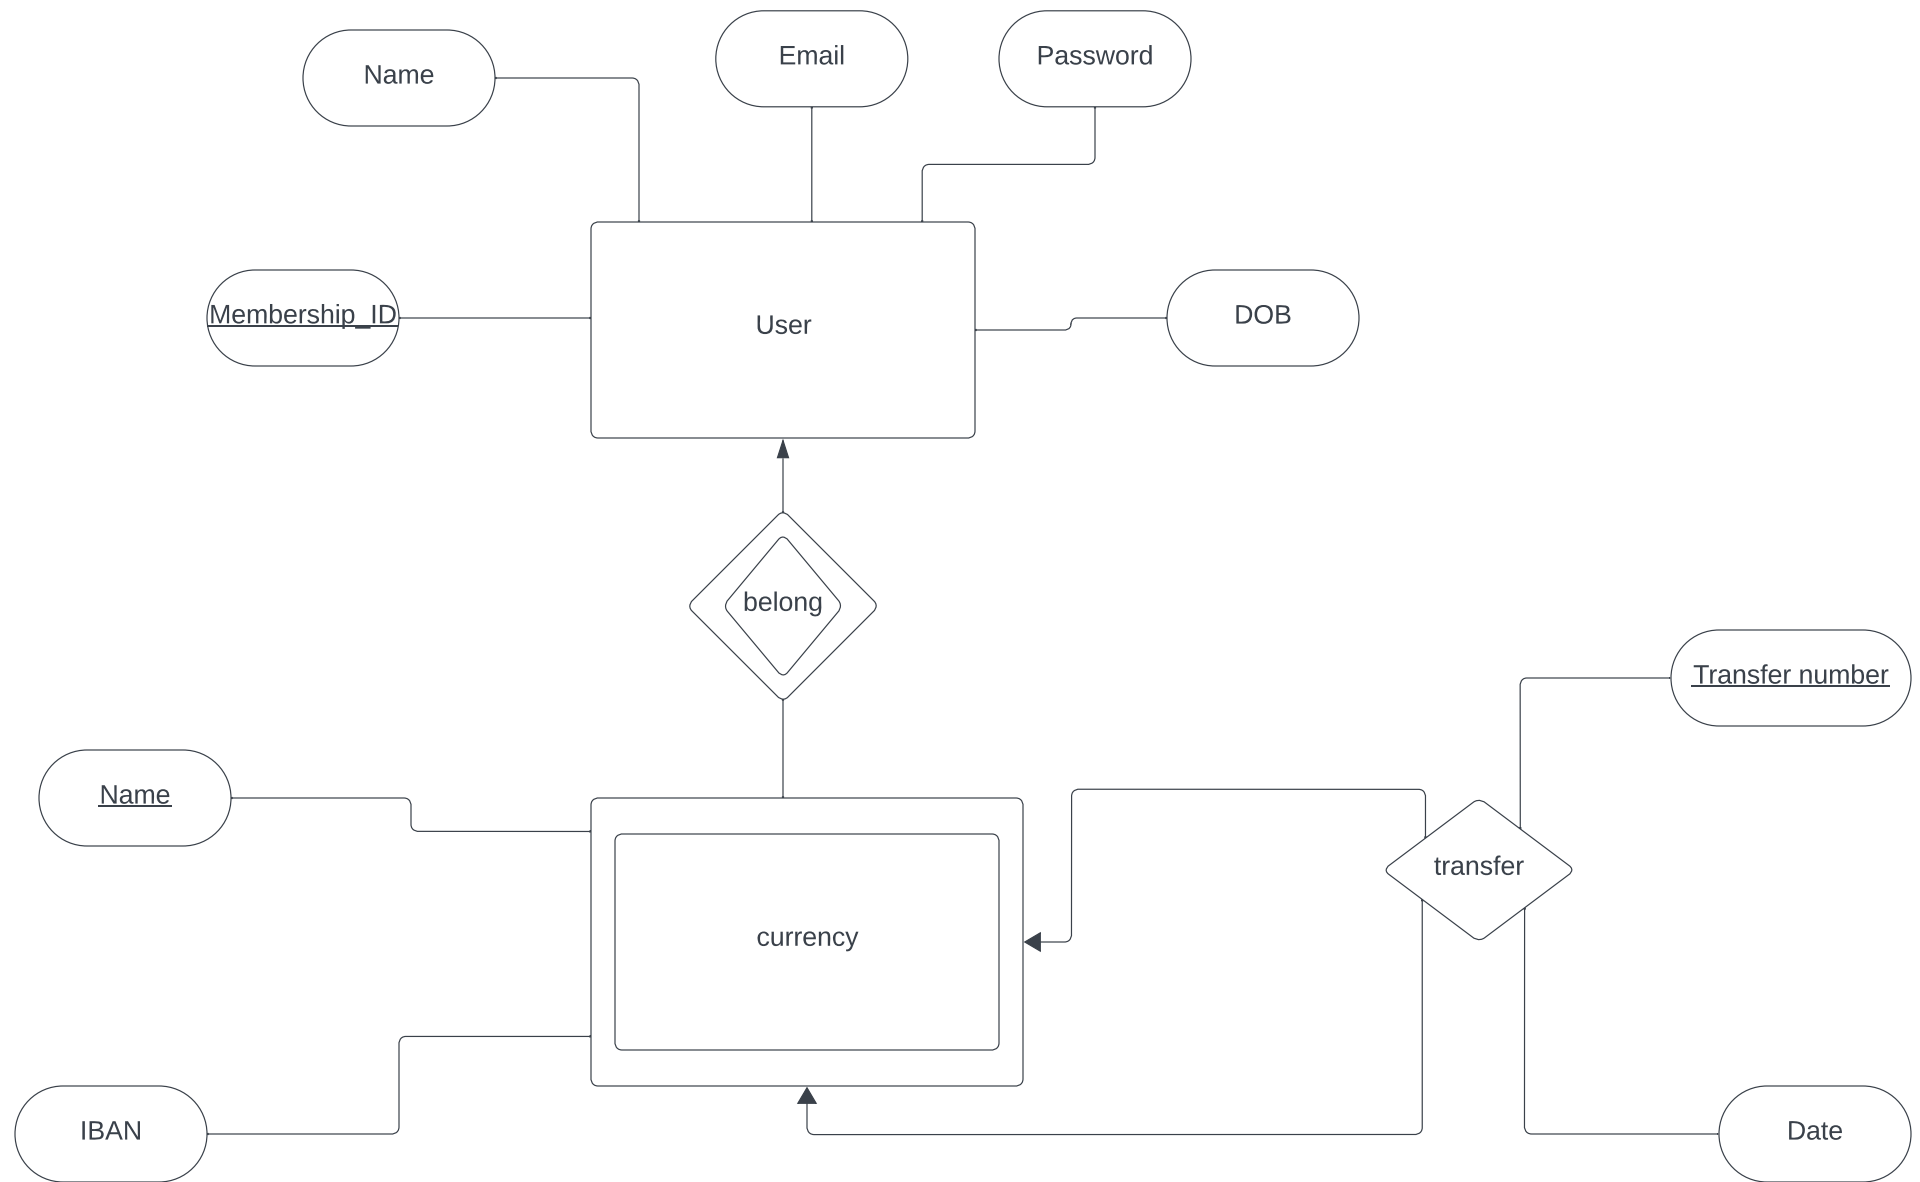 Name
Email
Password
Membership_ID
User
DOB
belong
Transfer number
Name
transfer
currency
IBAN
Date